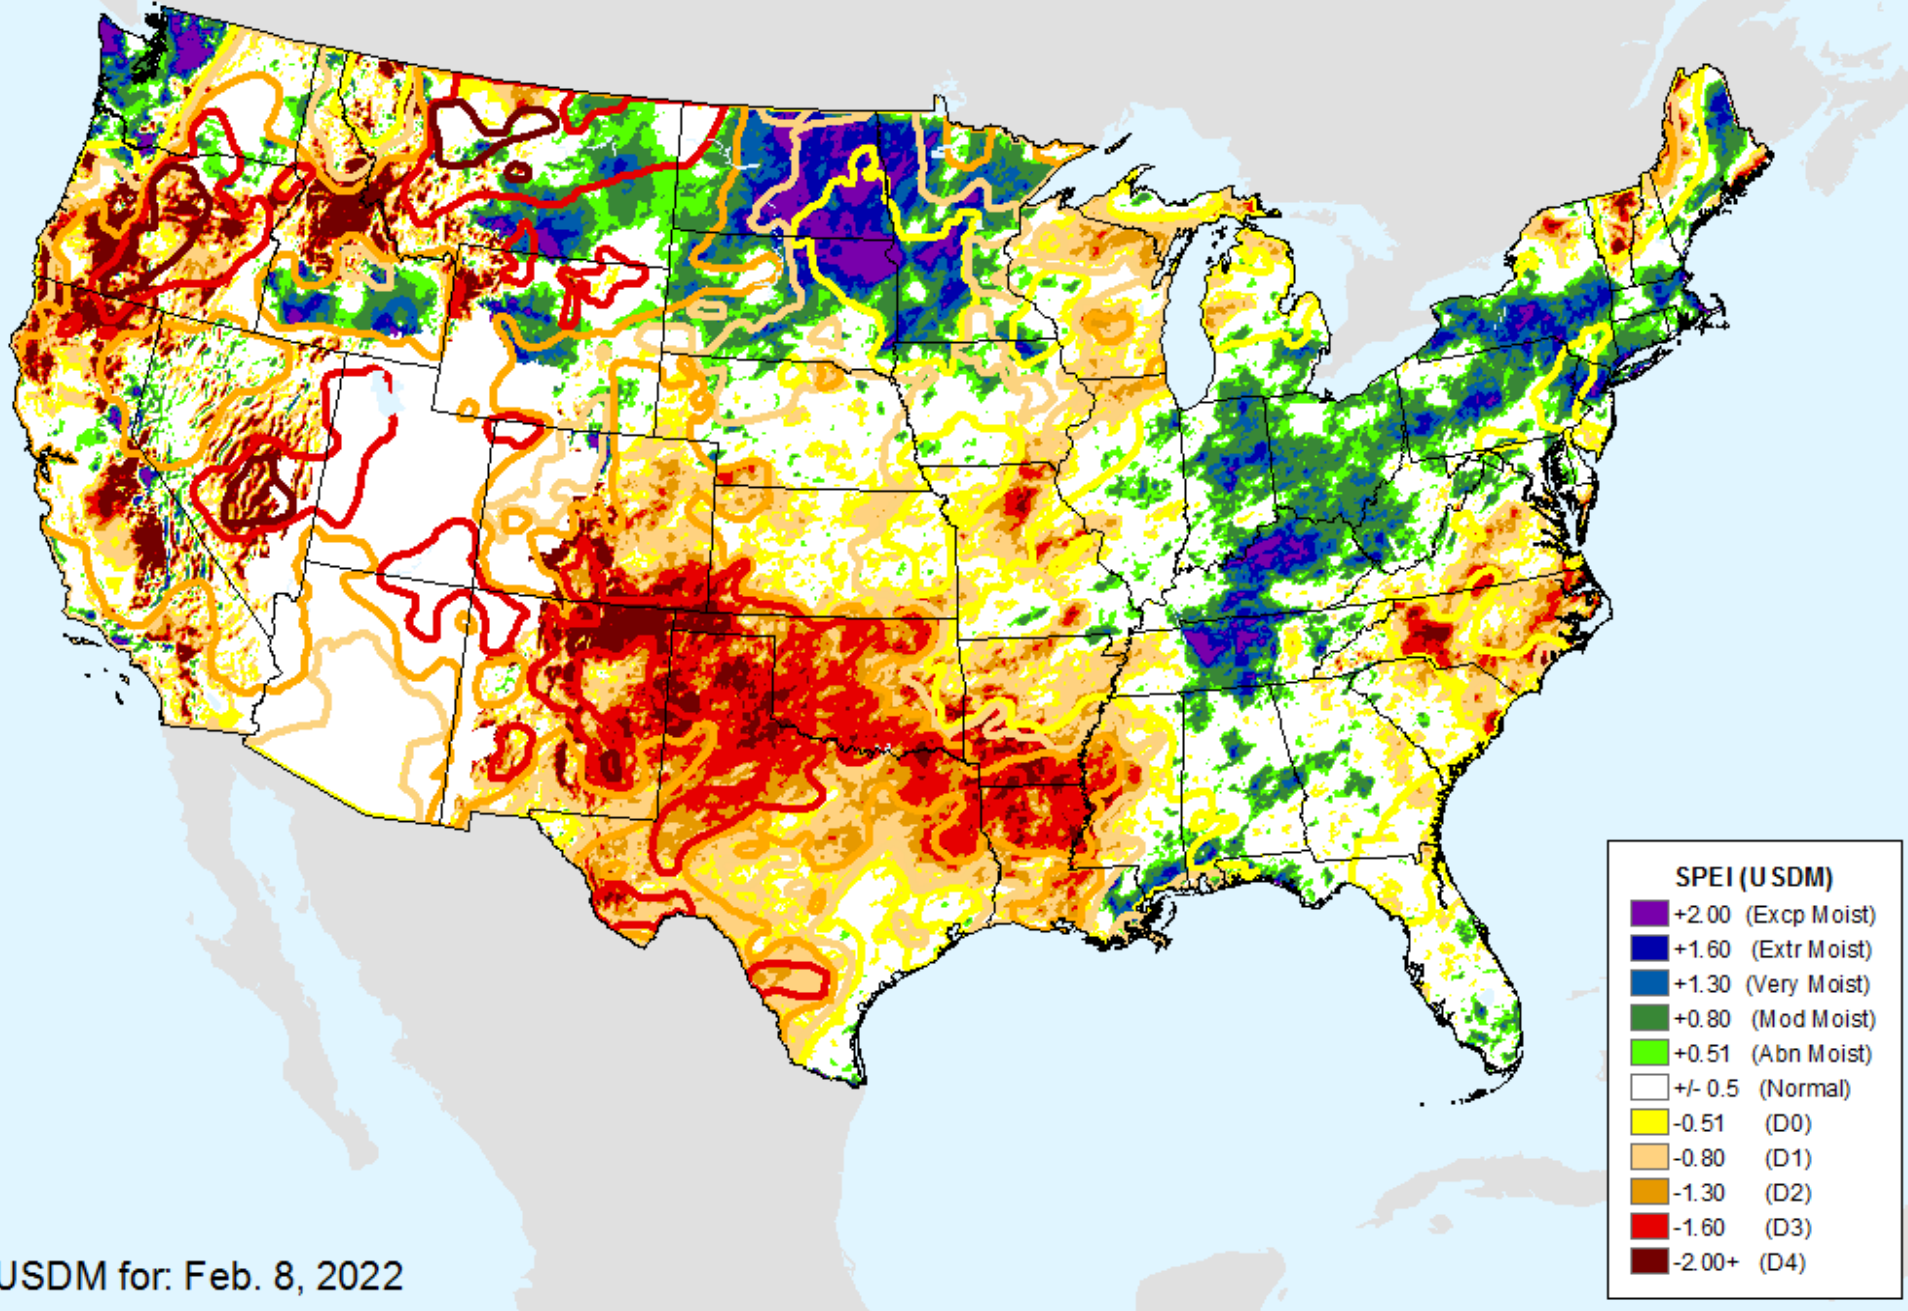 SPEI (USDM)
+2.00 (Excp Moist)
+1.60 (Extr Moist)
+1.30 (Very Moist)
+0.80 (Mod Moist)
+0.51 (Abn Moist)
+/- 0.5 (Normal)
-0.51 (D0)
-0.80 (D1)
-1.30 (D2)
-1.60 (D3)
-2.00+ (D4)
USDM for: Feb. 8, 2022